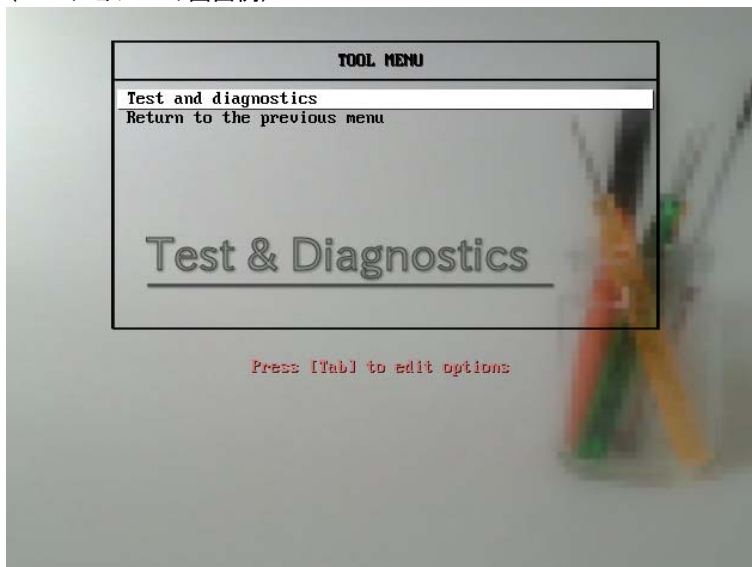 TOOL MENU
Test and diagnostics
Return to the previous menu
Test & Diagnostics
Press [Tab] to edit options